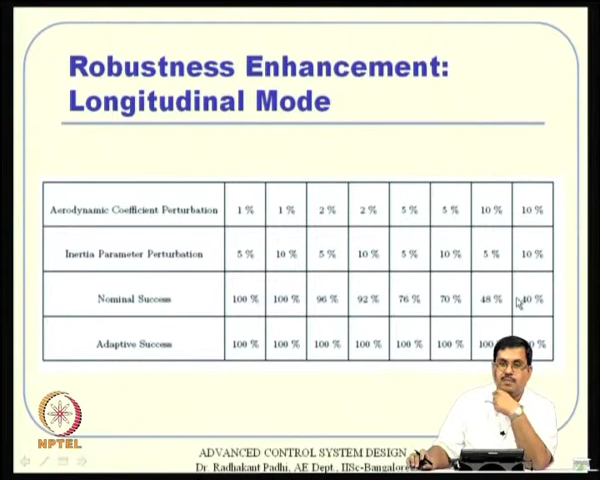 Robustness Enhancement:
Longitudinal Mode
Aerodynamic Coefficient Perturbation 1 % 1 % 2 % 2 % 5 % 5 % 10 % 10 %
Inertia Parameter Perturbation 5 % 10 % 5 % 10 % 5 % 10 % 5 % 10 %
Nominal Success 100 % 100 % 96 % 92 % 76 % 70 % 48 % 40 %
Adaptive Success 100 % 100 % 100 % 100 % 100 % 100 % 100 %
NPTEL
ADVANCED CONTROL SYSTEM DESIGN
Dr. Radhakant Padhi, AE Dept., IISc-Bangalore